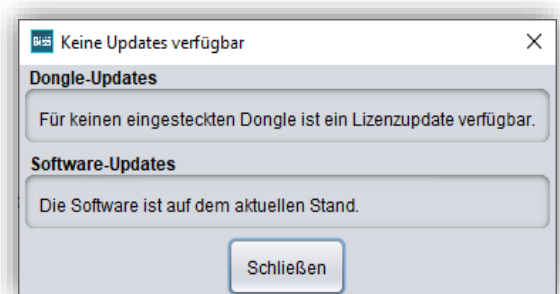 Keine Updates verfügbar
Dongle-Updates
Für keinen eingesteckten Dongle ist ein Lizenzupdate verfügbar.
Software-Updates
Die Software ist auf dem aktuellen Stand.
Schließen